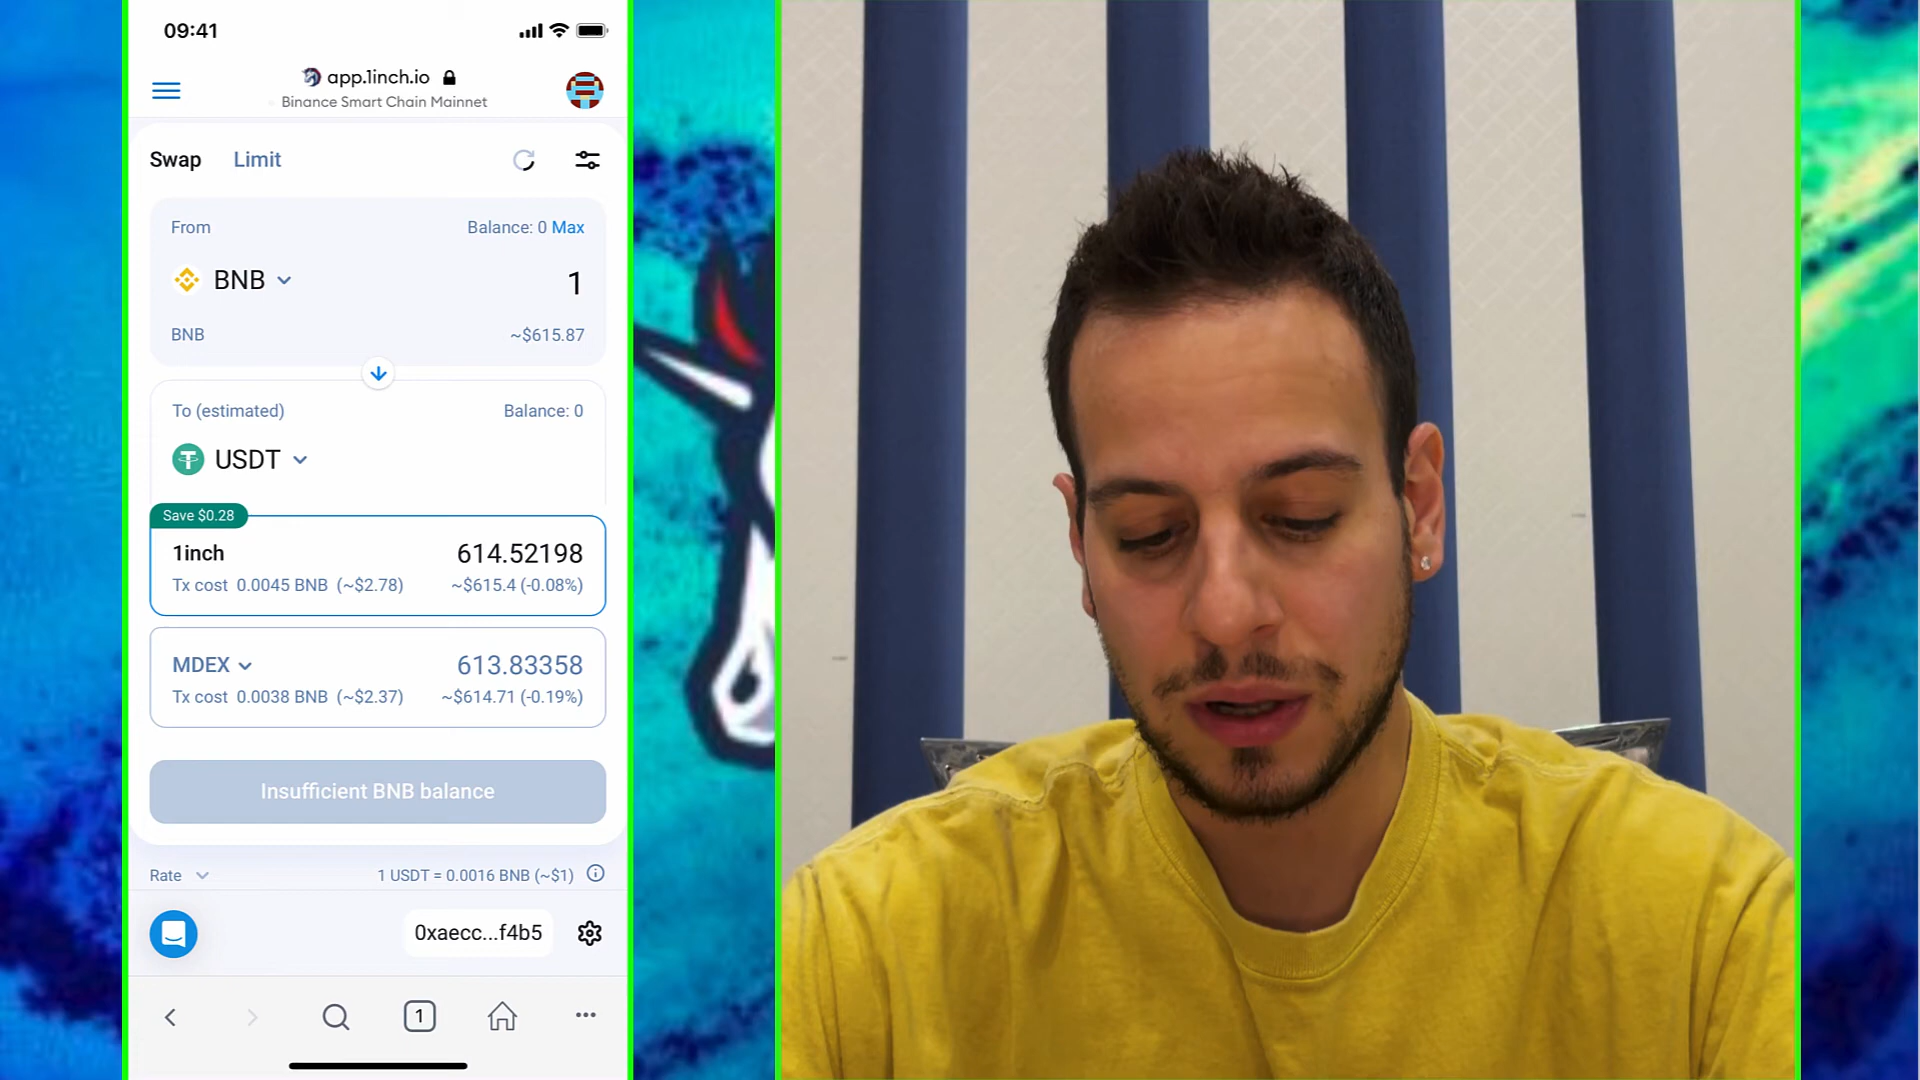 09:41
app.1inch.io
Binance Smart Chain Mainnet
Swap Limit
From Balance: 0 Max
BNB 1
BNB ~$615.87
To (estimated) Balance: 0
USDT
Save $0.28
1inch 614.52198
Tx cost 0.0045 BNB (~$2.78) ~$615.4 (-0.08%)
MDEX 613.83358
Tx cost 0.0038 BNB (~$2.37) ~$614.71 (-0.19%)
Insufficient BNB balance
Rate 1 USDT = 0.0016 BNB (~$1)
0xaecc...f4b5
1